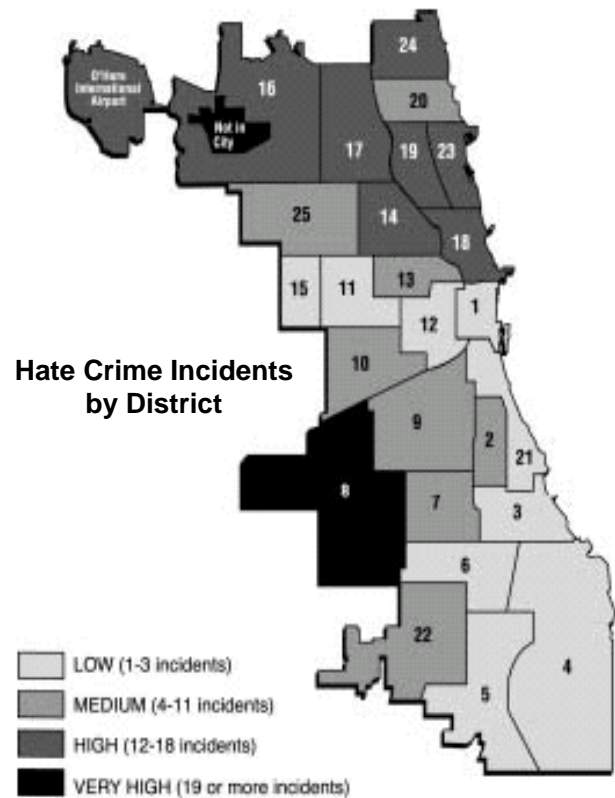 24
O'Hare
International
Airport
16
20
Not in
City
17
19
23
25
14
18
15
11
13
1
12
Hate Crime Incidents
by District
10
9
2
21
8
7
3
6
22
4
5
LOW (1-3 incidents)
MEDIUM (4-11 incidents)
HIGH (12-18 incidents)
VERY HIGH (19 or more incidents)